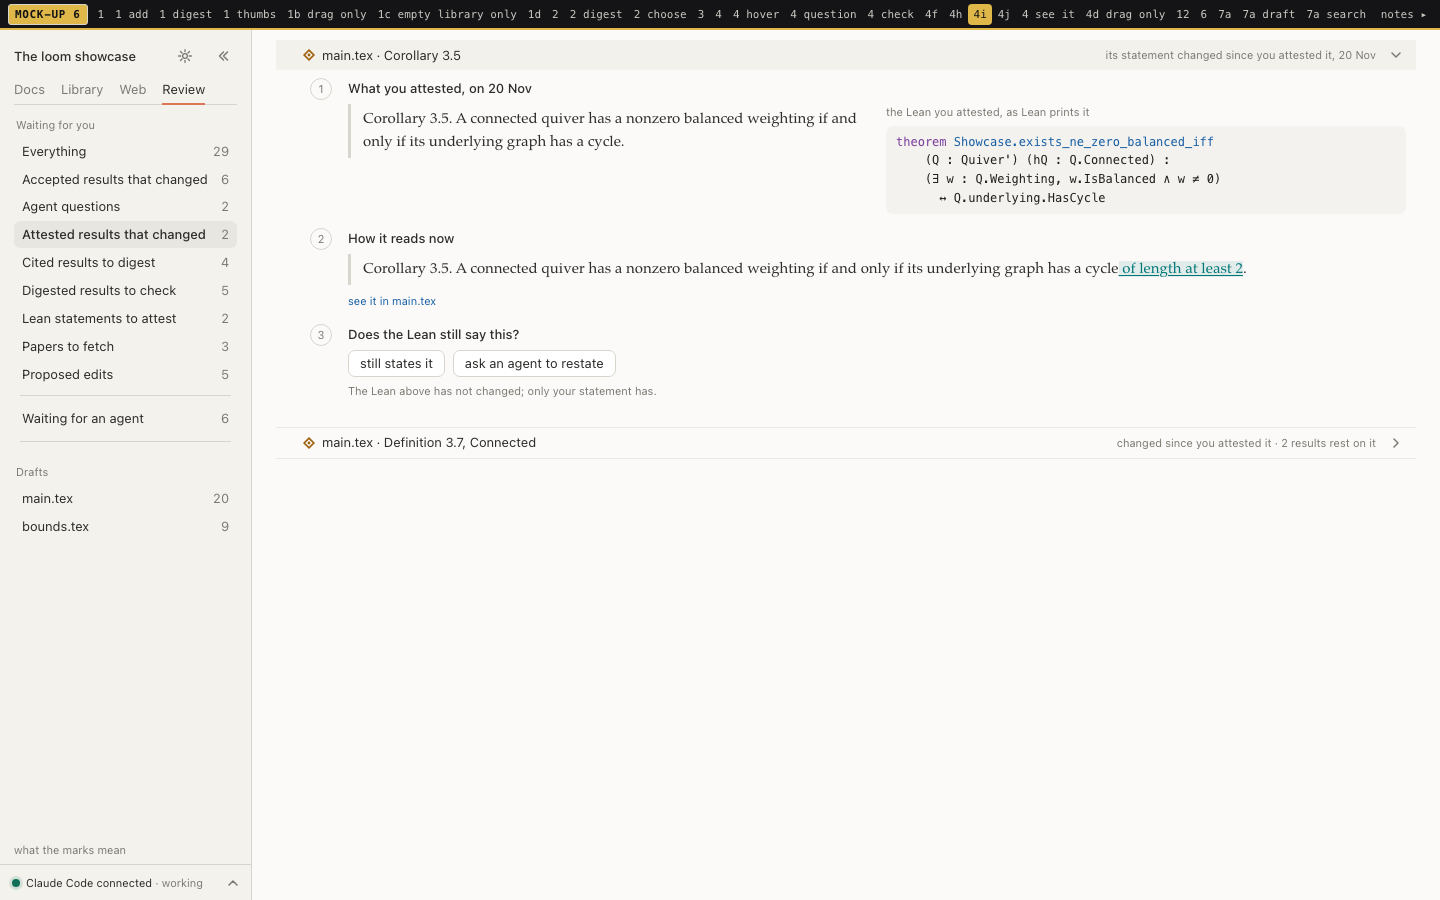 MOCK-UP 6 1 1 add 1 digest 1 thumbs 1b drag only 1c empty library only 1d 2 2 digest 2 choose 3 4 4 hover 4 question 4 check 4f 4h 4i 4j 4 see it 4d drag only 12 6 7a 7a draft 7a search notes ▸
The loom showcase
Docs Library Web Review
Waiting for you
Everything 29
Accepted results that changed 6
Agent questions 2
Attested results that changed 2
Cited results to digest 4
Digested results to check 5
Lean statements to attest 2
Papers to fetch 3
Proposed edits 5
Waiting for an agent 6
Drafts
main.tex 20
bounds.tex 9
what the marks mean
Claude Code connected · working
main.tex · Corollary 3.5
its statement changed since you attested it, 20 Nov
1 What you attested, on 20 Nov
Corollary 3.5. A connected quiver has a nonzero balanced weighting if and
only if its underlying graph has a cycle.
the Lean you attested, as Lean prints it
theorem Showcase.exists_ne_zero_balanced_iff
(Q : Quiver') (hQ : Q.Connected) :
(∃ w : Q.Weighting, w.IsBalanced ∧ w ≠ 0)
↔ Q.underlying.HasCycle
2 How it reads now
Corollary 3.5. A connected quiver has a nonzero balanced weighting if and only if its underlying graph has a cycle of length at least 2.
see it in main.tex
3 Does the Lean still say this?
still states it ask an agent to restate
The Lean above has not changed; only your statement has.
main.tex · Definition 3.7, Connected
changed since you attested it · 2 results rest on it